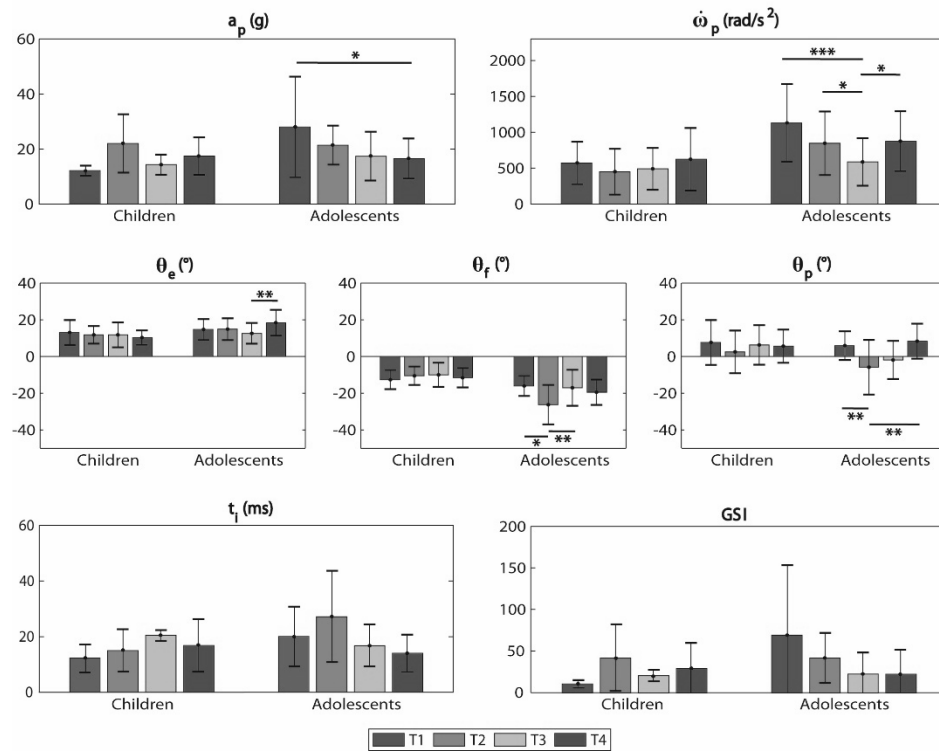 a_p (g)
ω̇_p (rad/s²)
60
40
20
0
*
Children
Adolescents
2000
1500
1000
500
0
***
*
*
Children
Adolescents
θ_e (°)
θ_f (°)
θ_p (°)
40
20
0
-20
-40
**
Children
Adolescents
40
20
0
-20
-40
*
**
Children
Adolescents
40
20
0
-20
-40
**
**
Children
Adolescents
t_i (ms)
GSI
60
40
20
0
Children
Adolescents
200
150
100
50
0
Children
Adolescents
T1 T2 T3 T4